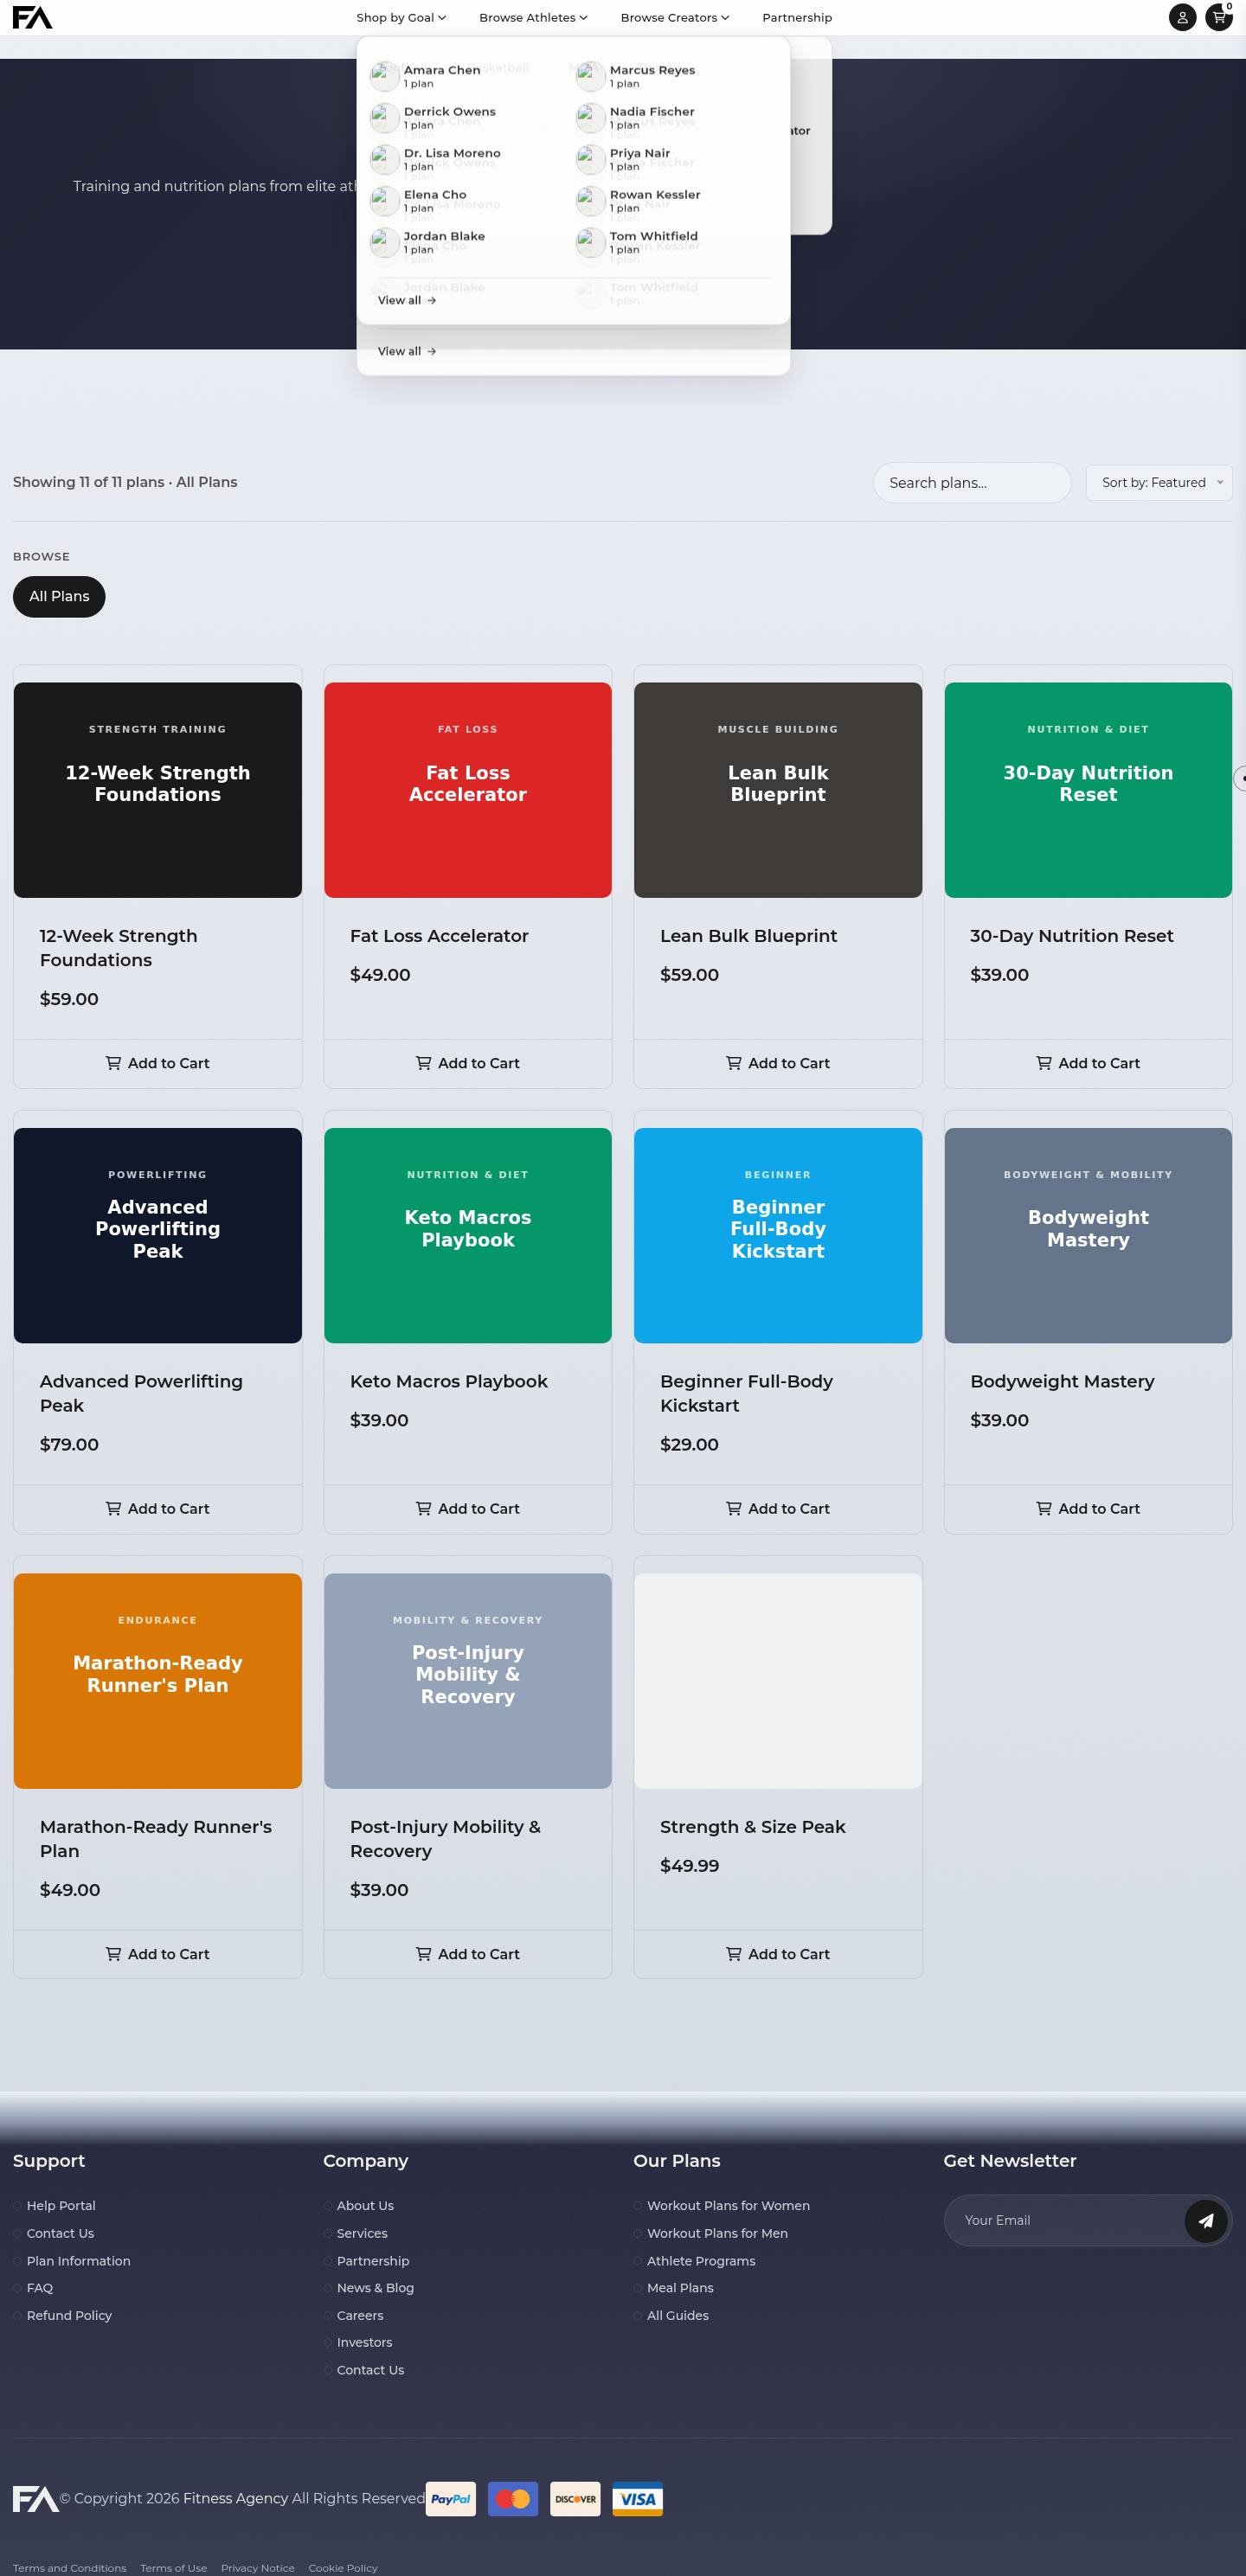 FA
Shop by Goal
Browse Athletes
Browse Creators
Partnership
0
Amara Chen
1 plan
Marcus Reyes
1 plan
Derrick Owens
1 plan
Nadia Fischer
1 plan
Dr. Lisa Moreno
1 plan
Priya Nair
1 plan
Elena Cho
1 plan
Rowan Kessler
1 plan
Jordan Blake
1 plan
Tom Whitfield
1 plan
Jordan Blake
1 plan
Tom Whitfield
1 plan
View all →
View all →
Training and nutrition plans from elite
Showing 11 of 11 plans · All Plans
Search plans...
Sort by: Featured
BROWSE
All Plans
STRENGTH TRAINING
12-Week Strength
Foundations
FAT LOSS
Fat Loss
Accelerator
MUSCLE BUILDING
Lean Bulk
Blueprint
NUTRITION & DIET
30-Day Nutrition
Reset
12-Week Strength
Foundations
$59.00
Fat Loss Accelerator
$49.00
Lean Bulk Blueprint
$59.00
30-Day Nutrition Reset
$39.00
Add to Cart
Add to Cart
Add to Cart
Add to Cart
POWERLIFTING
Advanced
Powerlifting
Peak
NUTRITION & DIET
Keto Macros
Playbook
BEGINNER
Beginner
Full-Body
Kickstart
BODYWEIGHT & MOBILITY
Bodyweight
Mastery
Advanced Powerlifting
Peak
$79.00
Keto Macros Playbook
$39.00
Beginner Full-Body
Kickstart
$29.00
Bodyweight Mastery
$39.00
Add to Cart
Add to Cart
Add to Cart
Add to Cart
ENDURANCE
Marathon-Ready
Runner's Plan
MOBILITY & RECOVERY
Post-Injury
Mobility &
Recovery
Marathon-Ready Runner's
Plan
$49.00
Post-Injury Mobility &
Recovery
$39.00
Strength & Size Peak
$49.99
Add to Cart
Add to Cart
Add to Cart
Support
Help Portal
Contact Us
Plan Information
FAQ
Refund Policy
Company
About Us
Services
Partnership
News & Blog
Careers
Investors
Contact Us
Our Plans
Workout Plans for Women
Workout Plans for Men
Athlete Programs
Meal Plans
All Guides
Get Newsletter
Your Email
FA © Copyright 2026 Fitness Agency All Rights Reserved
PayPal
DISCOVER
VISA
Terms and Conditions
Terms of Use
Privacy Notice
Cookie Policy